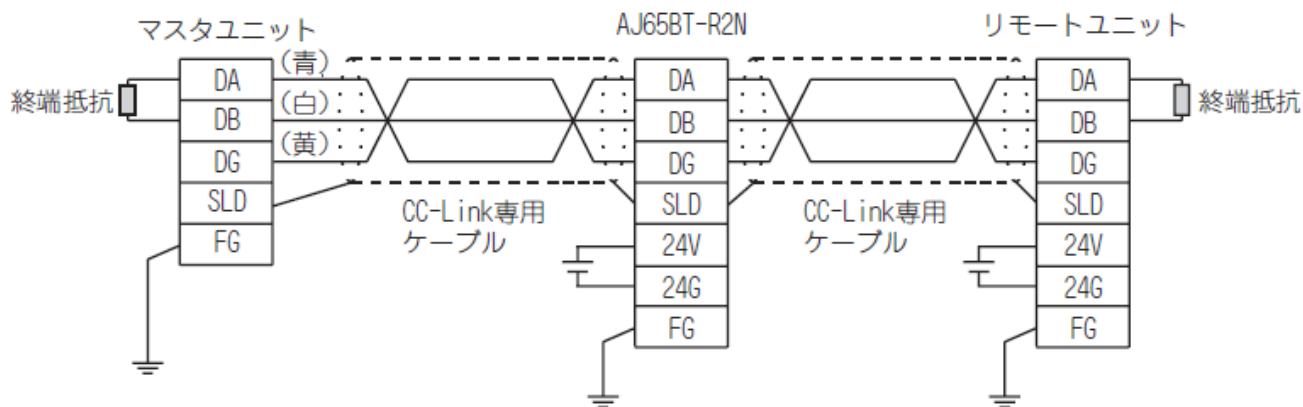 マスタユニット
AJ65BT-R2N
リモートユニット
終端抵抗
DA
DB
DG
SLD
FG
(青)
(白)
(黄)
CC-Link専用
ケーブル
DA
DB
DG
SLD
24V
24G
FG
CC-Link専用
ケーブル
DA
DB
DG
SLD
24V
24G
FG
終端抵抗